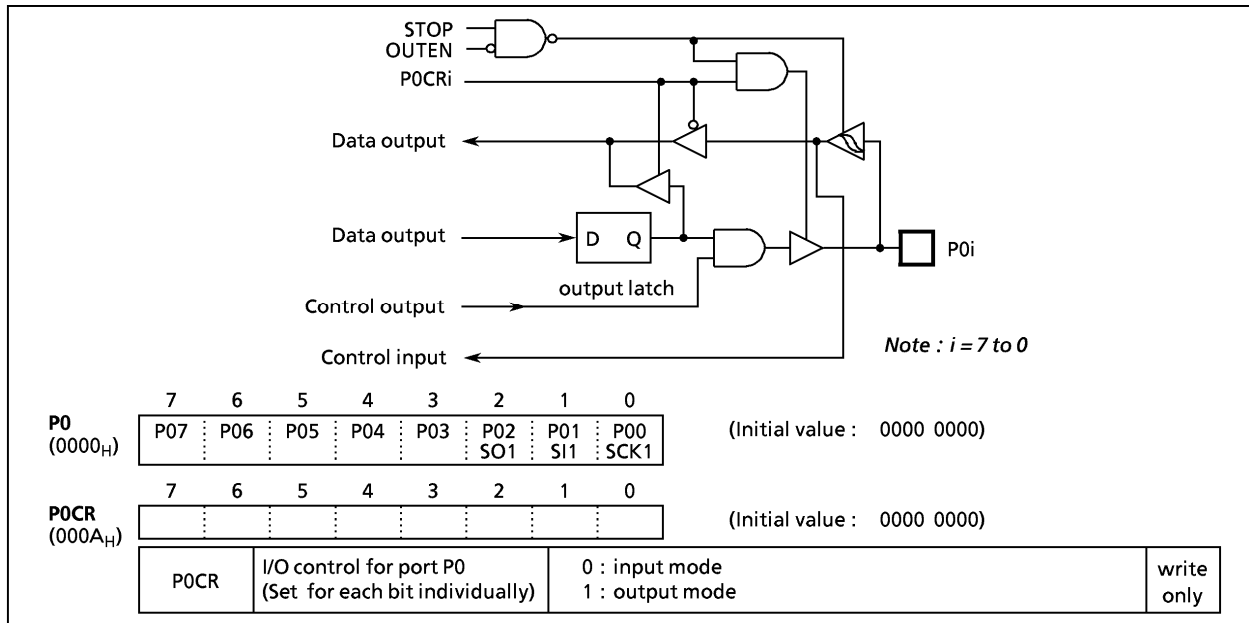 STOP
OUTEN
P0CRi
Data output
Data output
D Q
P0i
output latch
Control output
Note : i = 7 to 0
Control input
7 6 5 4 3 2 1 0
P0
(0000H)
P07 P06 P05 P04 P03 P02 P01 P00
SO1 SI1 SCK1
(Initial value : 0000 0000)
7 6 5 4 3 2 1 0
P0CR
(000AH)
(Initial value : 0000 0000)
P0CR
I/O control for port P0
(Set for each bit individually)
0 : input mode
1 : output mode
write
only